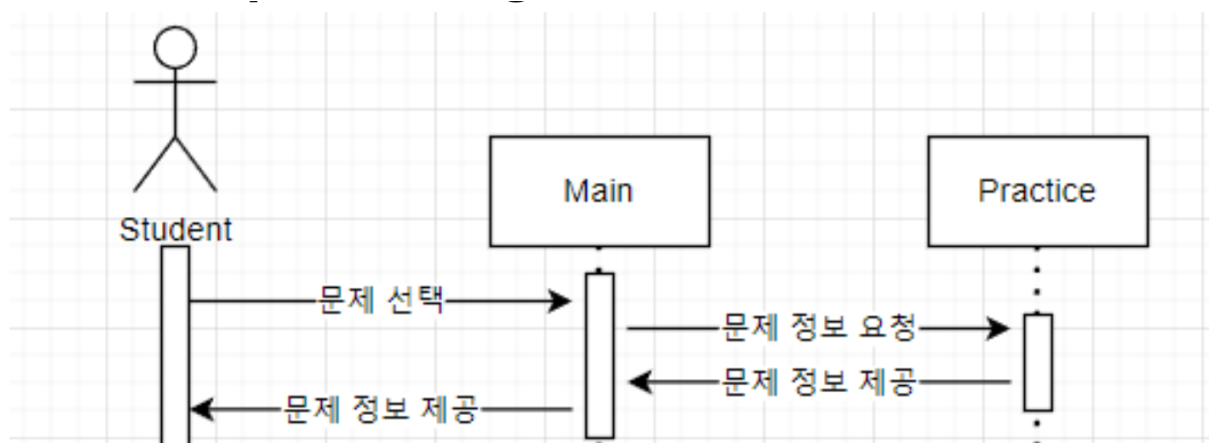 Main
Practice
Student
문제 선택
문제 정보 요청
문제 정보 제공
문제 정보 제공